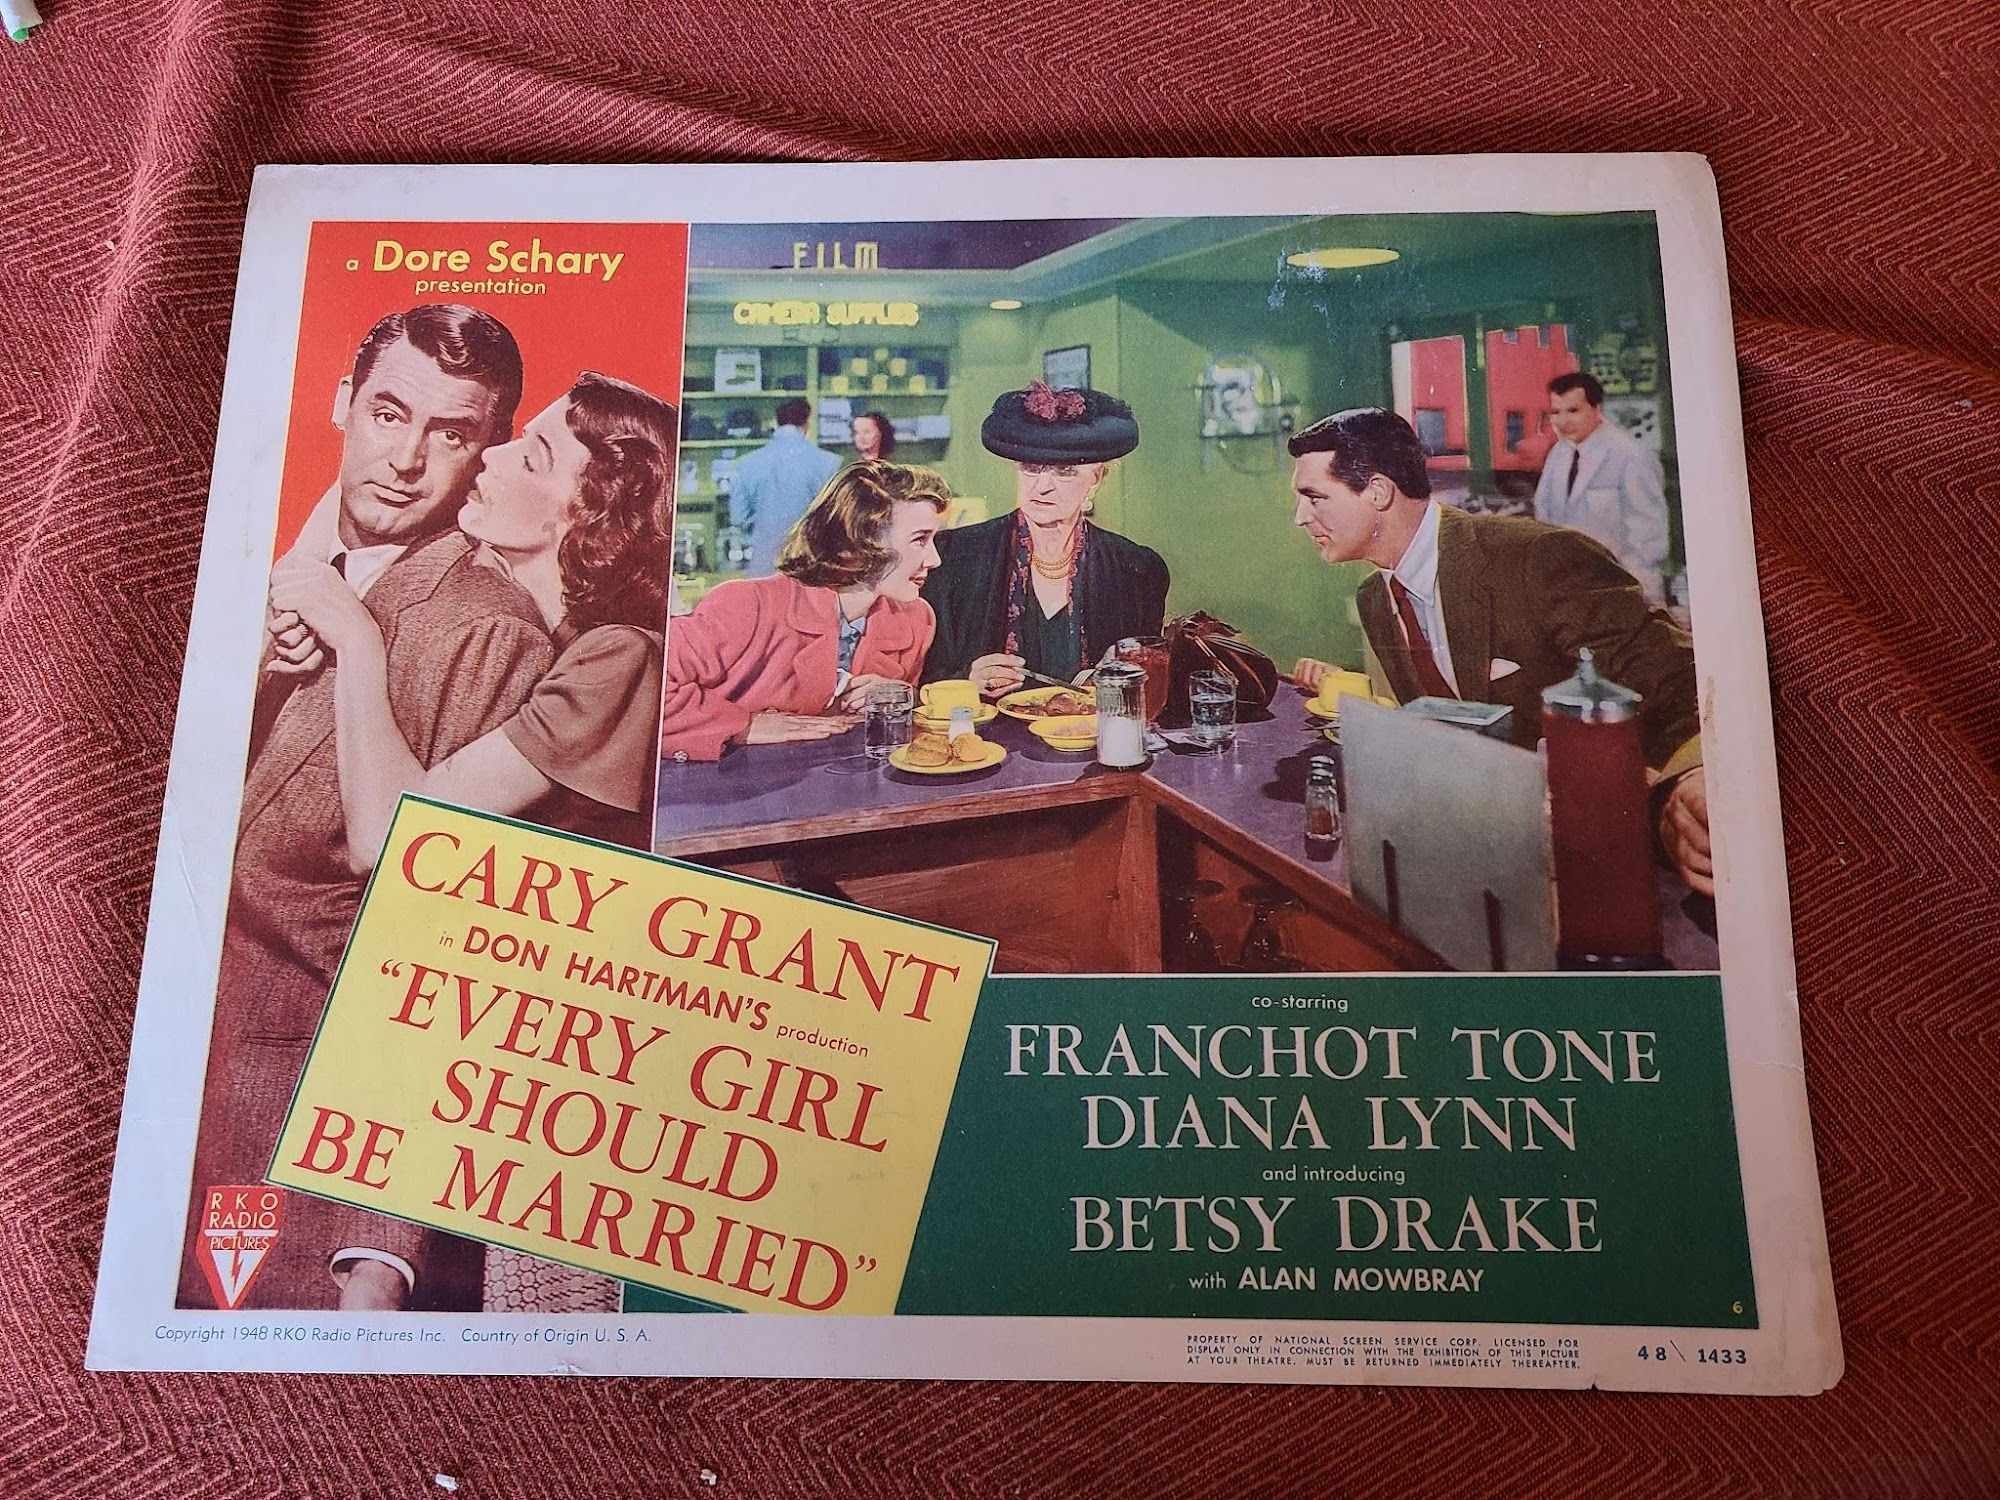 a Dore Schary
presentation
FILM
CAMERA SUPPLIES
CARY GRANT
in DON HARTMAN'S production
"EVERY GIRL
SHOULD
BE MARRIED"
RKO
RADIO
PICTURES
co-starring
FRANCHOT TONE
DIANA LYNN
and introducing
BETSY DRAKE
with ALAN MOWBRAY
6
Copyright 1948 RKO Radio Pictures Inc. Country of Origin U. S. A.
PROPERTY OF NATIONAL SCREEN SERVICE CORP. LICENSED FOR
DISPLAY ONLY IN CONNECTION WITH THE EXHIBITION OF THIS PICTURE
AT YOUR THEATRE. MUST BE RETURNED IMMEDIATELY THEREAFTER.
48 \ 1433